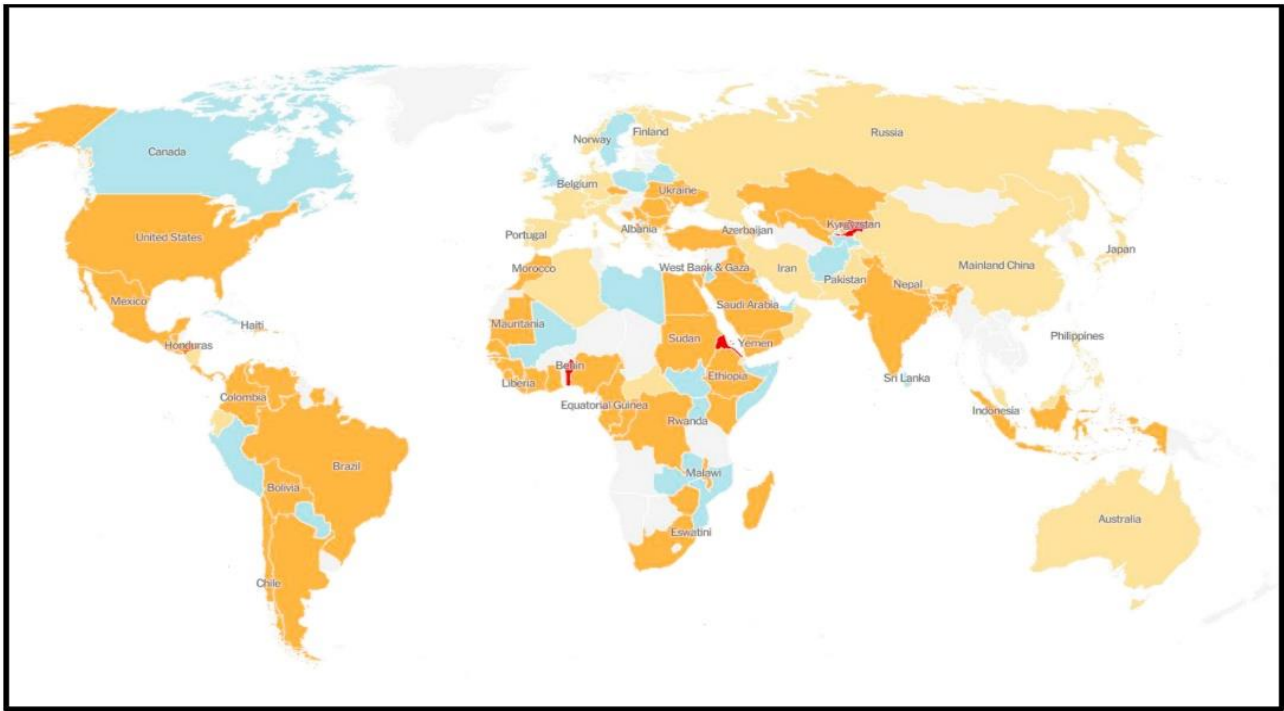 Canada
United States
Mexico
Haiti
Honduras
Colombia
Brazil
Bolivia
Chile
Norway
Finland
Russia
Belgium
Ukraine
Portugal
Albania
Azerbaijan
Kyrgyzstan
Japan
Morocco
West Bank & Gaza
Iran
Pakistan
Nepal
Mainland China
Saudi Arabia
Mauritania
Sudan
Yemen
Philippines
Benin
Liberia
Ethiopia
Sri Lanka
Equatorial Guinea
Rwanda
Indonesia
Malawi
Eswatini
Australia